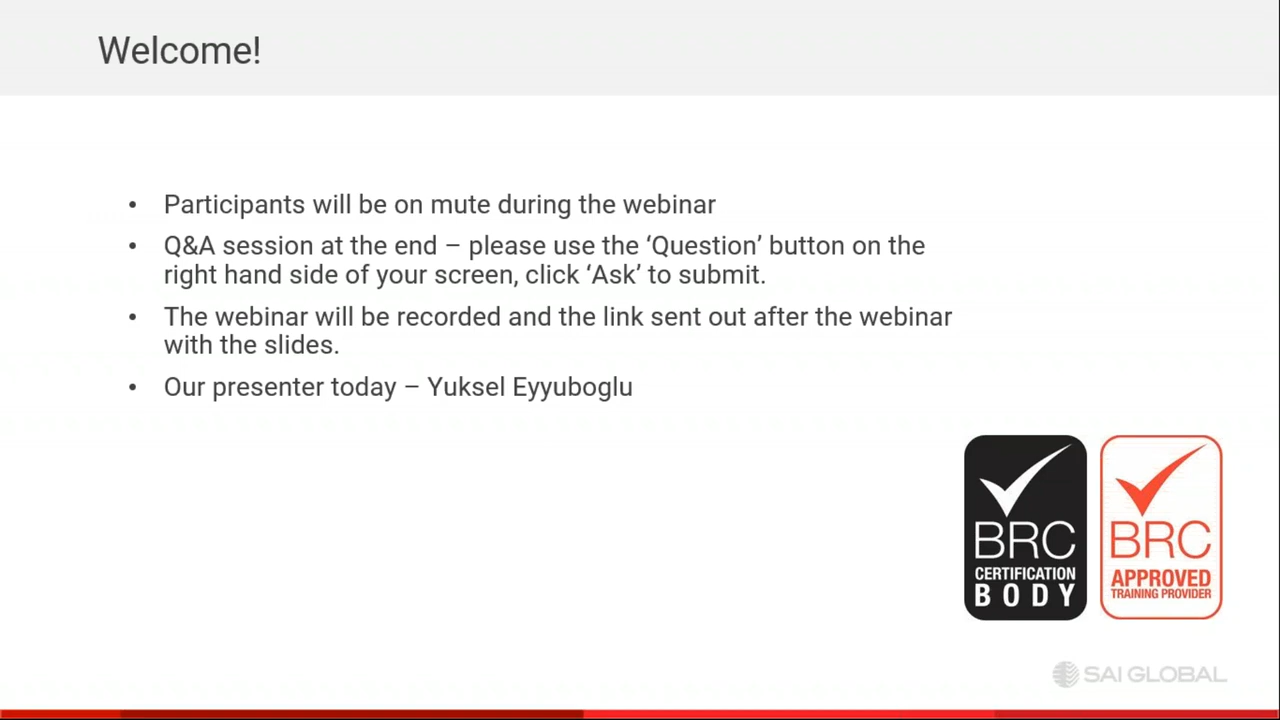 Welcome!
• Participants will be on mute during the webinar
• Q&A session at the end – please use the ‘Question’ button on the
right hand side of your screen, click ‘Ask’ to submit.
• The webinar will be recorded and the link sent out after the webinar
with the slides.
• Our presenter today – Yuksel Eyyuboglu
BRC
CERTIFICATION
BODY
BRC
APPROVED
TRAINING PROVIDER
SAI GLOBAL